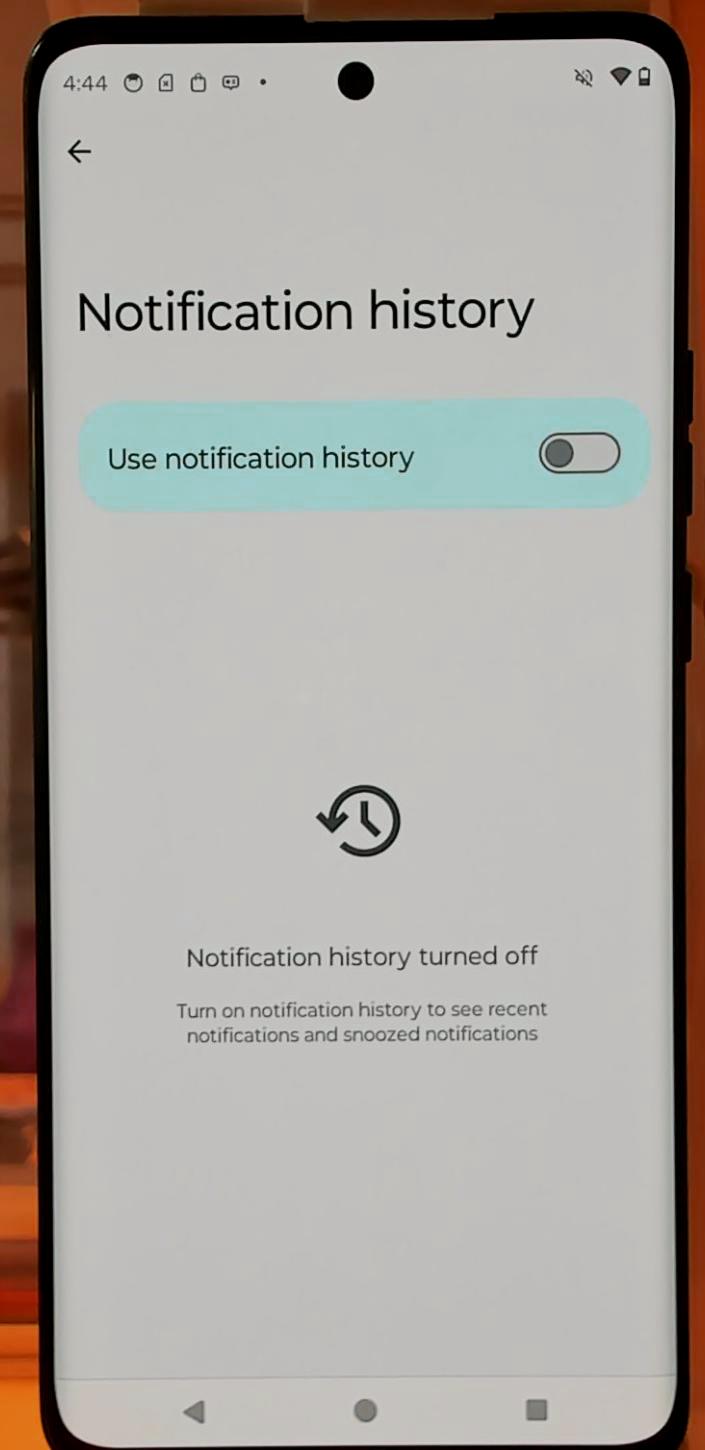 4:44
Notification history
Use notification history
Notification history turned off
Turn on notification history to see recent
notifications and snoozed notifications